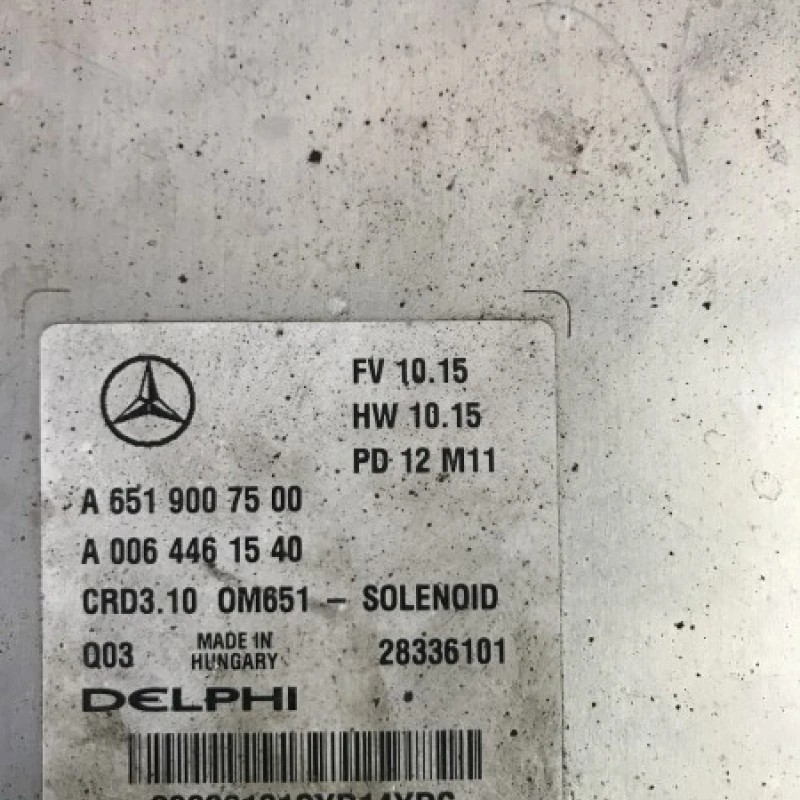 FV 10.15
HW 10.15
PD 12 M11
A 651 900 75 00
A 006 446 15 40
CRD3.10 OM651 – SOLENOID
Q03 MADE IN HUNGARY 28336101
DELPHI